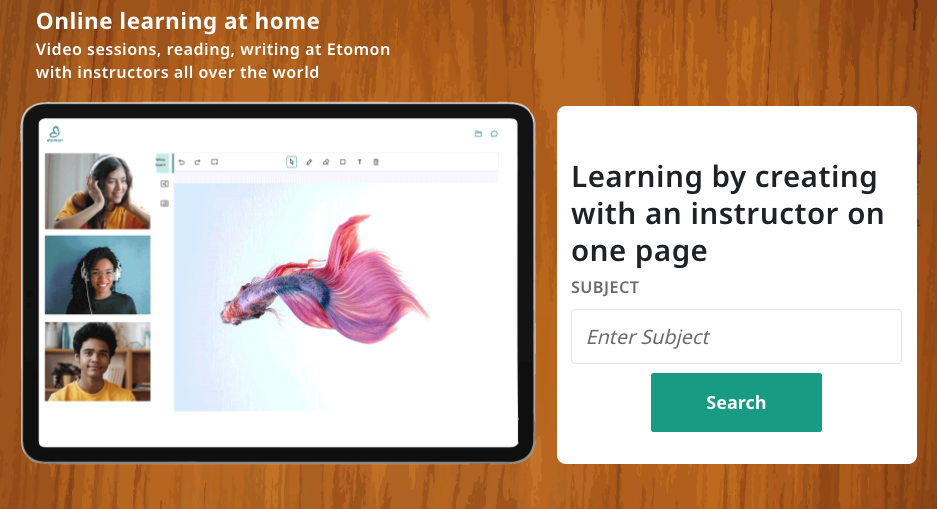 Online learning at home
Video sessions, reading, writing at Etomon
with instructors all over the world
etomon
Learning by creating
with an instructor on
one page
SUBJECT
Enter Subject
Search